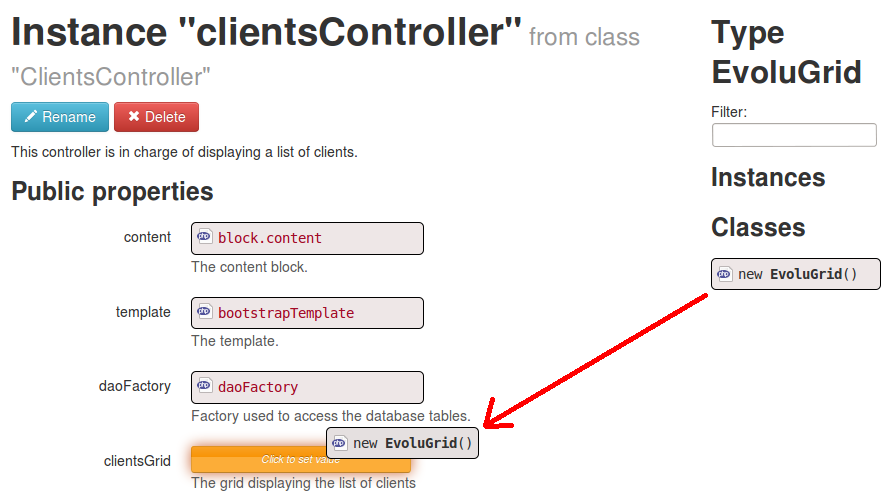 Instance "clientsController" from class
"ClientsController"
Rename
Delete
This controller is in charge of displaying a list of clients.
Public properties
content
php block.content
The content block.
template
php bootstrapTemplate
The template.
daoFactory
php daoFactory
Factory used to access the database tables.
clientsGrid
Click to set value
php new EvoluGrid()
The grid displaying the list of clients
Type
EvoluGrid
Filter:
Instances
Classes
php new EvoluGrid()